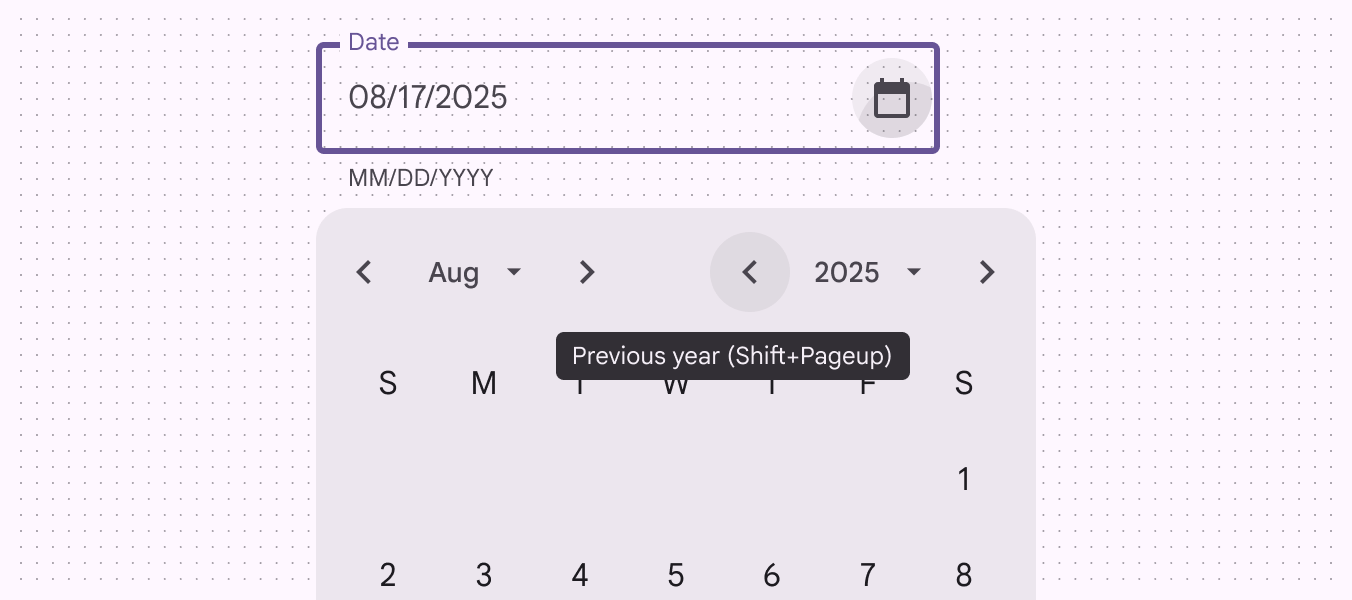 Date
08/17/2025
MM/DD/YYYY
Aug 2025
Previous year (Shift+Pageup)
S M T W T F S
1
2 3 4 5 6 7 8